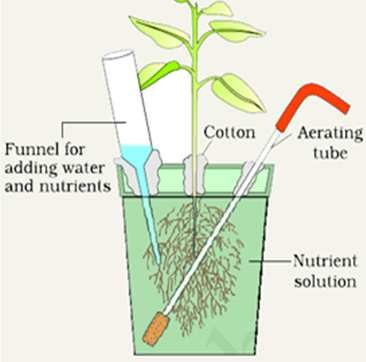 Cotton
Aerating
tube
Funnel for
adding water
and nutrients
Nutrient
solution